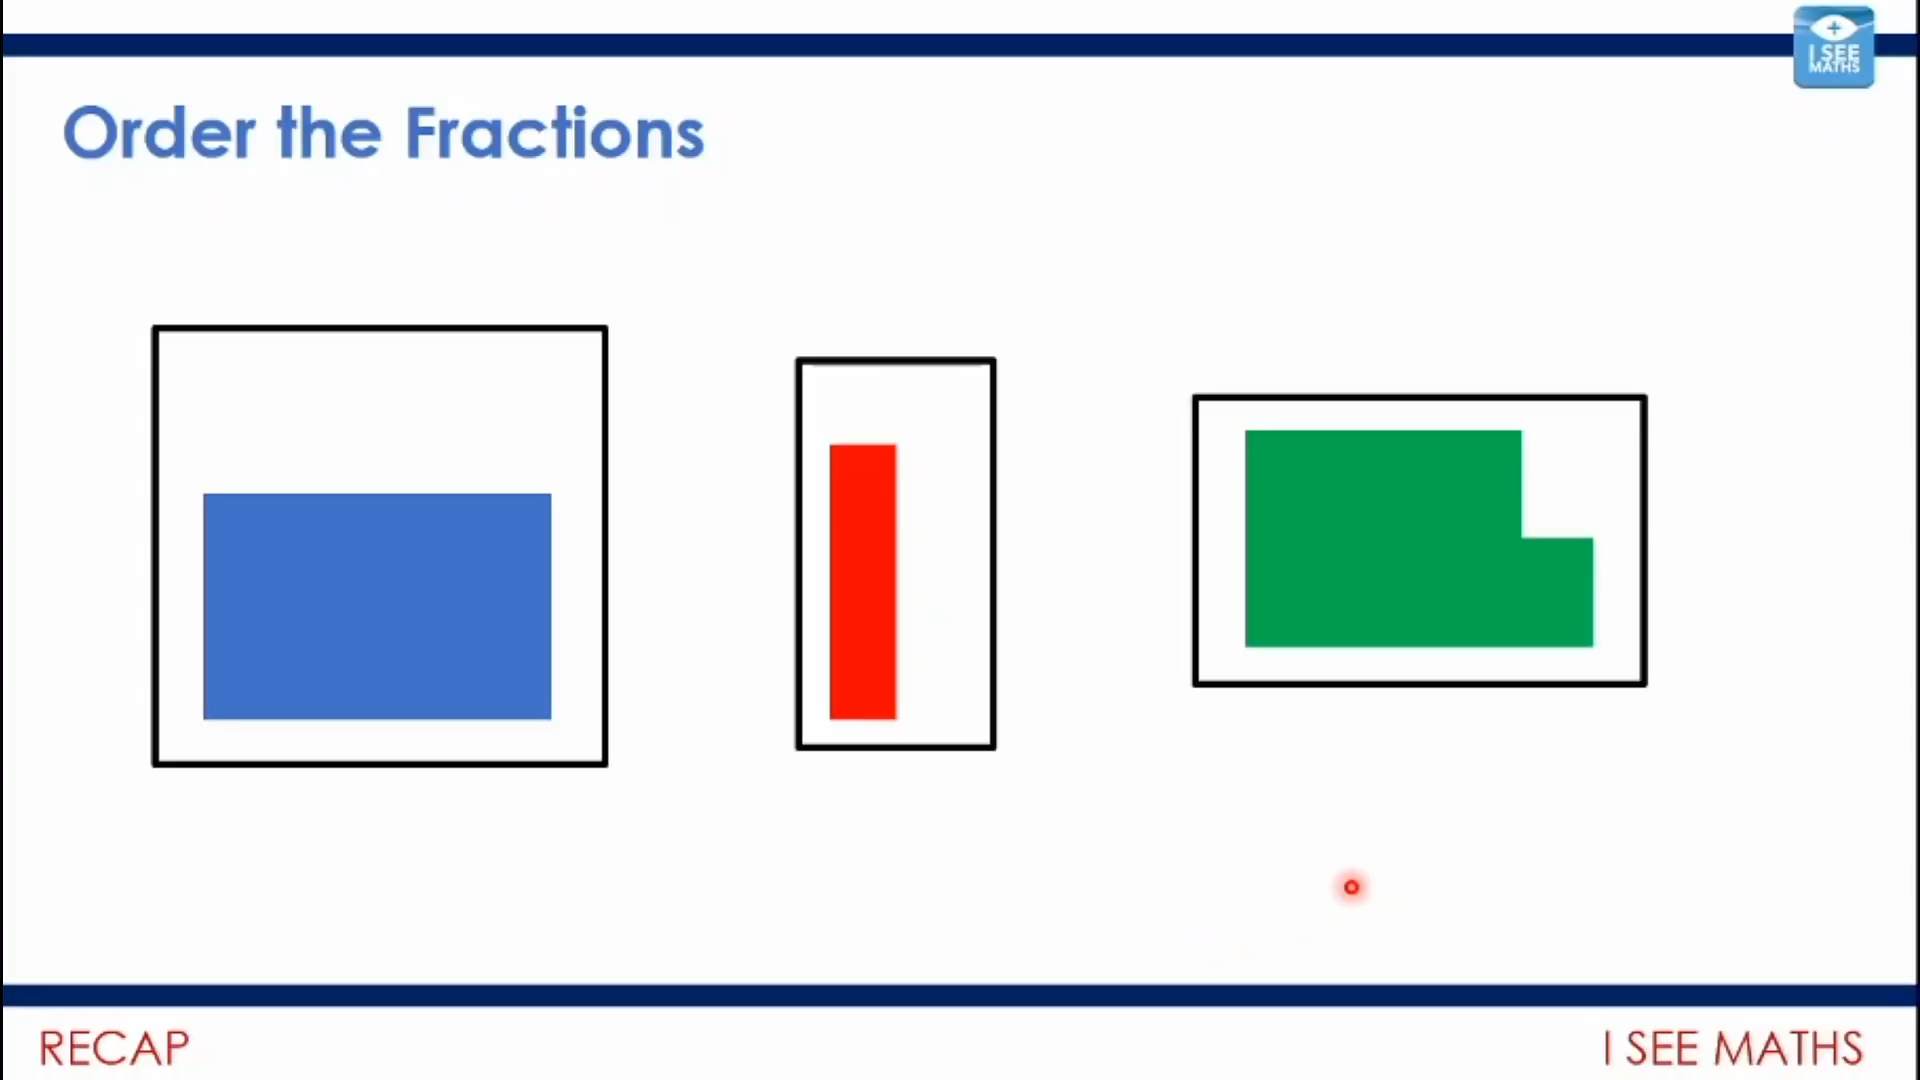 I SEE
MATHS
Order the Fractions
RECAP
I SEE MATHS